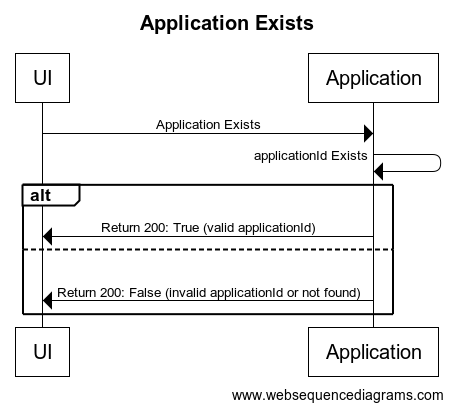 Application Exists
UI
Application
Application Exists
applicationId Exists
alt
Return 200: True (valid applicationId)
Return 200: False (invalid applicationId or not found)
UI
Application
www.websequencediagrams.com